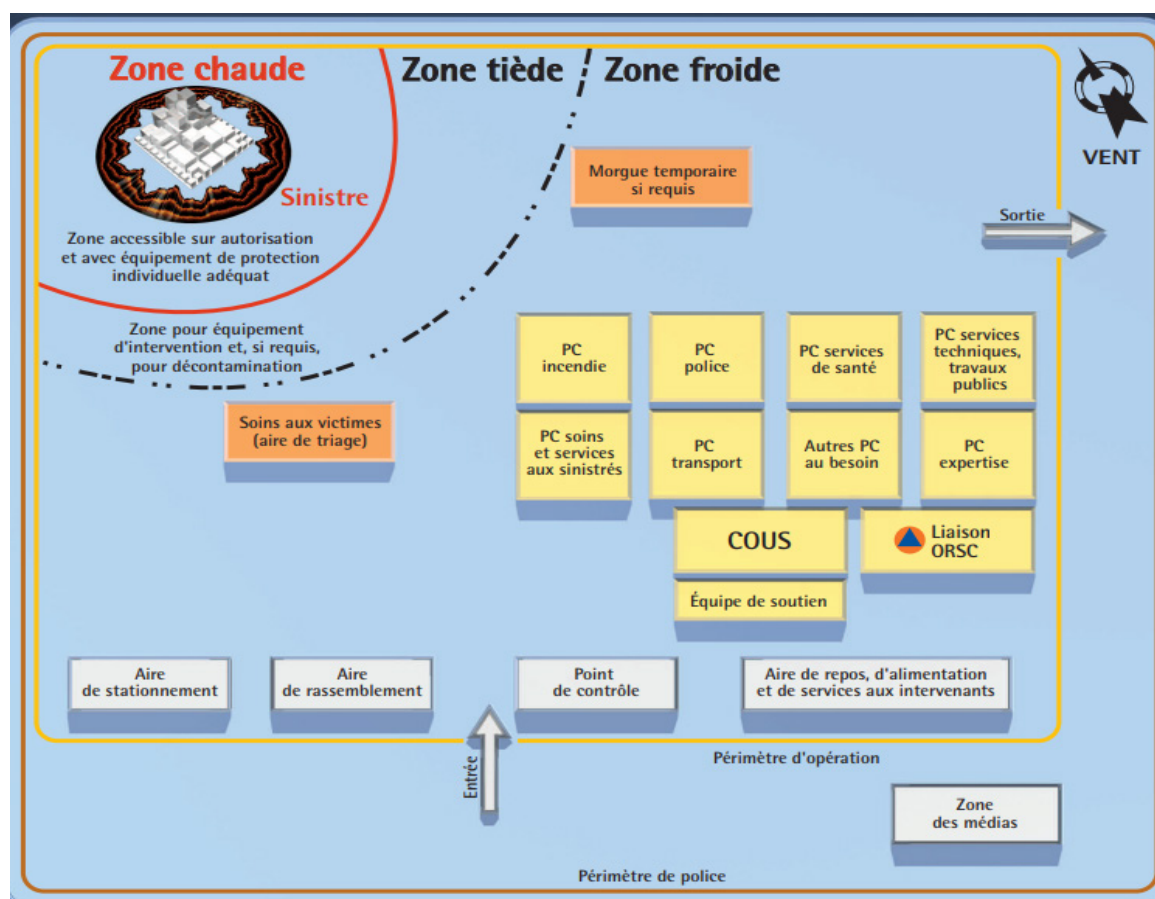 Zone chaude
Zone tiède
Zone froide
VENT
Sinistre
Zone accessible sur autorisation
et avec équipement de protection
individuelle adéquat
Morgue temporaire
si requis
Sortie
Zone pour équipement
d'intervention et, si requis,
pour décontamination
PC
incendie
PC
police
PC services
de santé
PC services
techniques,
travaux
publics
Soins aux victimes
(aire de triage)
PC soins
et services
aux sinistrés
PC
transport
Autres PC
au besoin
PC
expertise
COUS
Liaison
ORSC
Équipe de soutien
Aire
de stationnement
Aire
de rassemblement
Point
de contrôle
Aire de repos, d'alimentation
et de services aux intervenants
Entrée
Périmètre d'opération
Zone
des médias
Périmètre de police